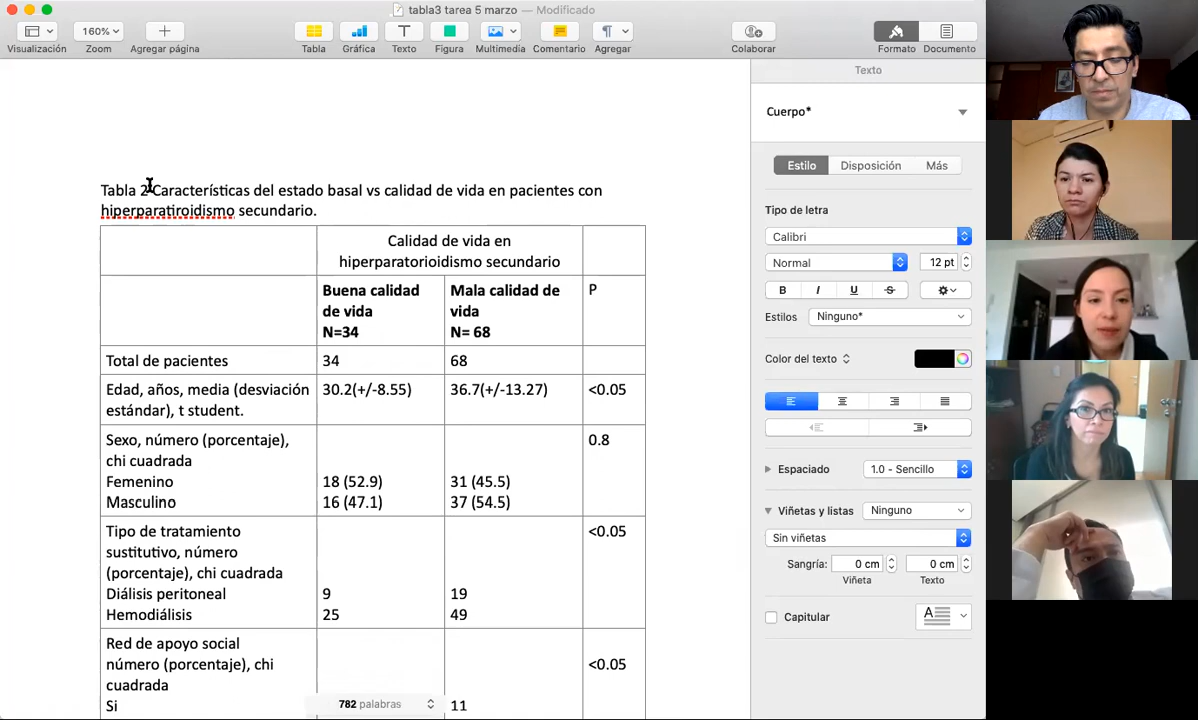 tabla3 tarea 5 marzo — Modificado
160%
Visualización Zoom Agregar página Tabla Gráfica Texto Figura Multimedia Comentario Agregar Colaborar Formato Documento
Texto
Cuerpo*
Estilo Disposición Más
Tipo de letra
Calibri
Normal 12 pt
B I U S
Estilos Ninguno*
Color del texto
Espaciado 1.0 - Sencillo
Viñetas y listas Ninguno
Sin viñetas
Sangría: 0 cm 0 cm
Viñeta Texto
Capitular
A
Tabla 2 Características del estado basal vs calidad de vida en pacientes con
hiperparatiroidismo secundario.
Calidad de vida en
hiperparatorioidismo secundario
Buena calidad de vida N=34 Mala calidad de vida N= 68 P
Total de pacientes 34 68
Edad, años, media (desviación 30.2(+/-8.55) 36.7(+/-13.27) <0.05
estándar), t student.
Sexo, número (porcentaje), 0.8
chi cuadrada
Femenino 18 (52.9) 31 (45.5)
Masculino 16 (47.1) 37 (54.5)
Tipo de tratamiento <0.05
sustitutivo, número
(porcentaje), chi cuadrada
Diálisis peritoneal 9 19
Hemodiálisis 25 49
Red de apoyo social
número (porcentaje), chi <0.05
cuadrada
Si 11
782 palabras